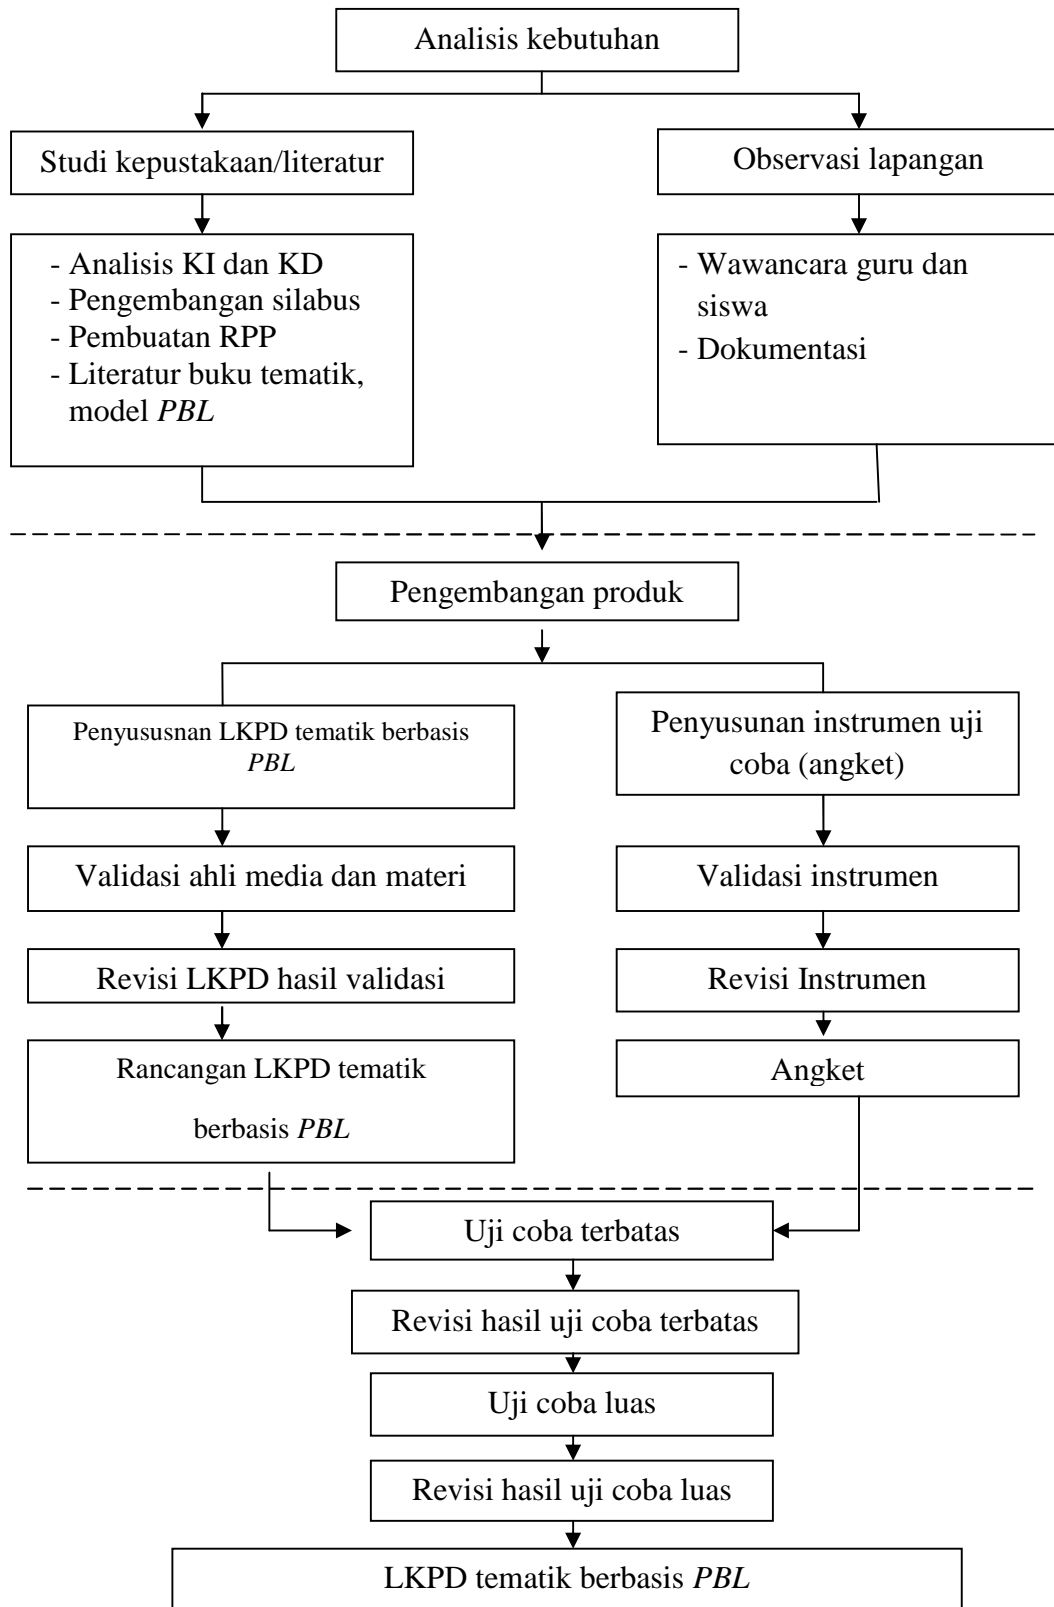 Analisis kebutuhan
Studi kepustakaan/literatur
Observasi lapangan
- Analisis KI dan KD
- Pengembangan silabus
- Pembuatan RPP
- Literatur buku tematik,
model PBL
- Wawancara guru dan
siswa
- Dokumentasi
Pengembangan produk
Penyususnan LKPD tematik berbasis
PBL
Penyusunan instrumen uji
coba (angket)
Validasi ahli media dan materi
Validasi instrumen
Revisi LKPD hasil validasi
Revisi Instrumen
Rancangan LKPD tematik
berbasis PBL
Angket
Uji coba terbatas
Revisi hasil uji coba terbatas
Uji coba luas
Revisi hasil uji coba luas
LKPD tematik berbasis PBL